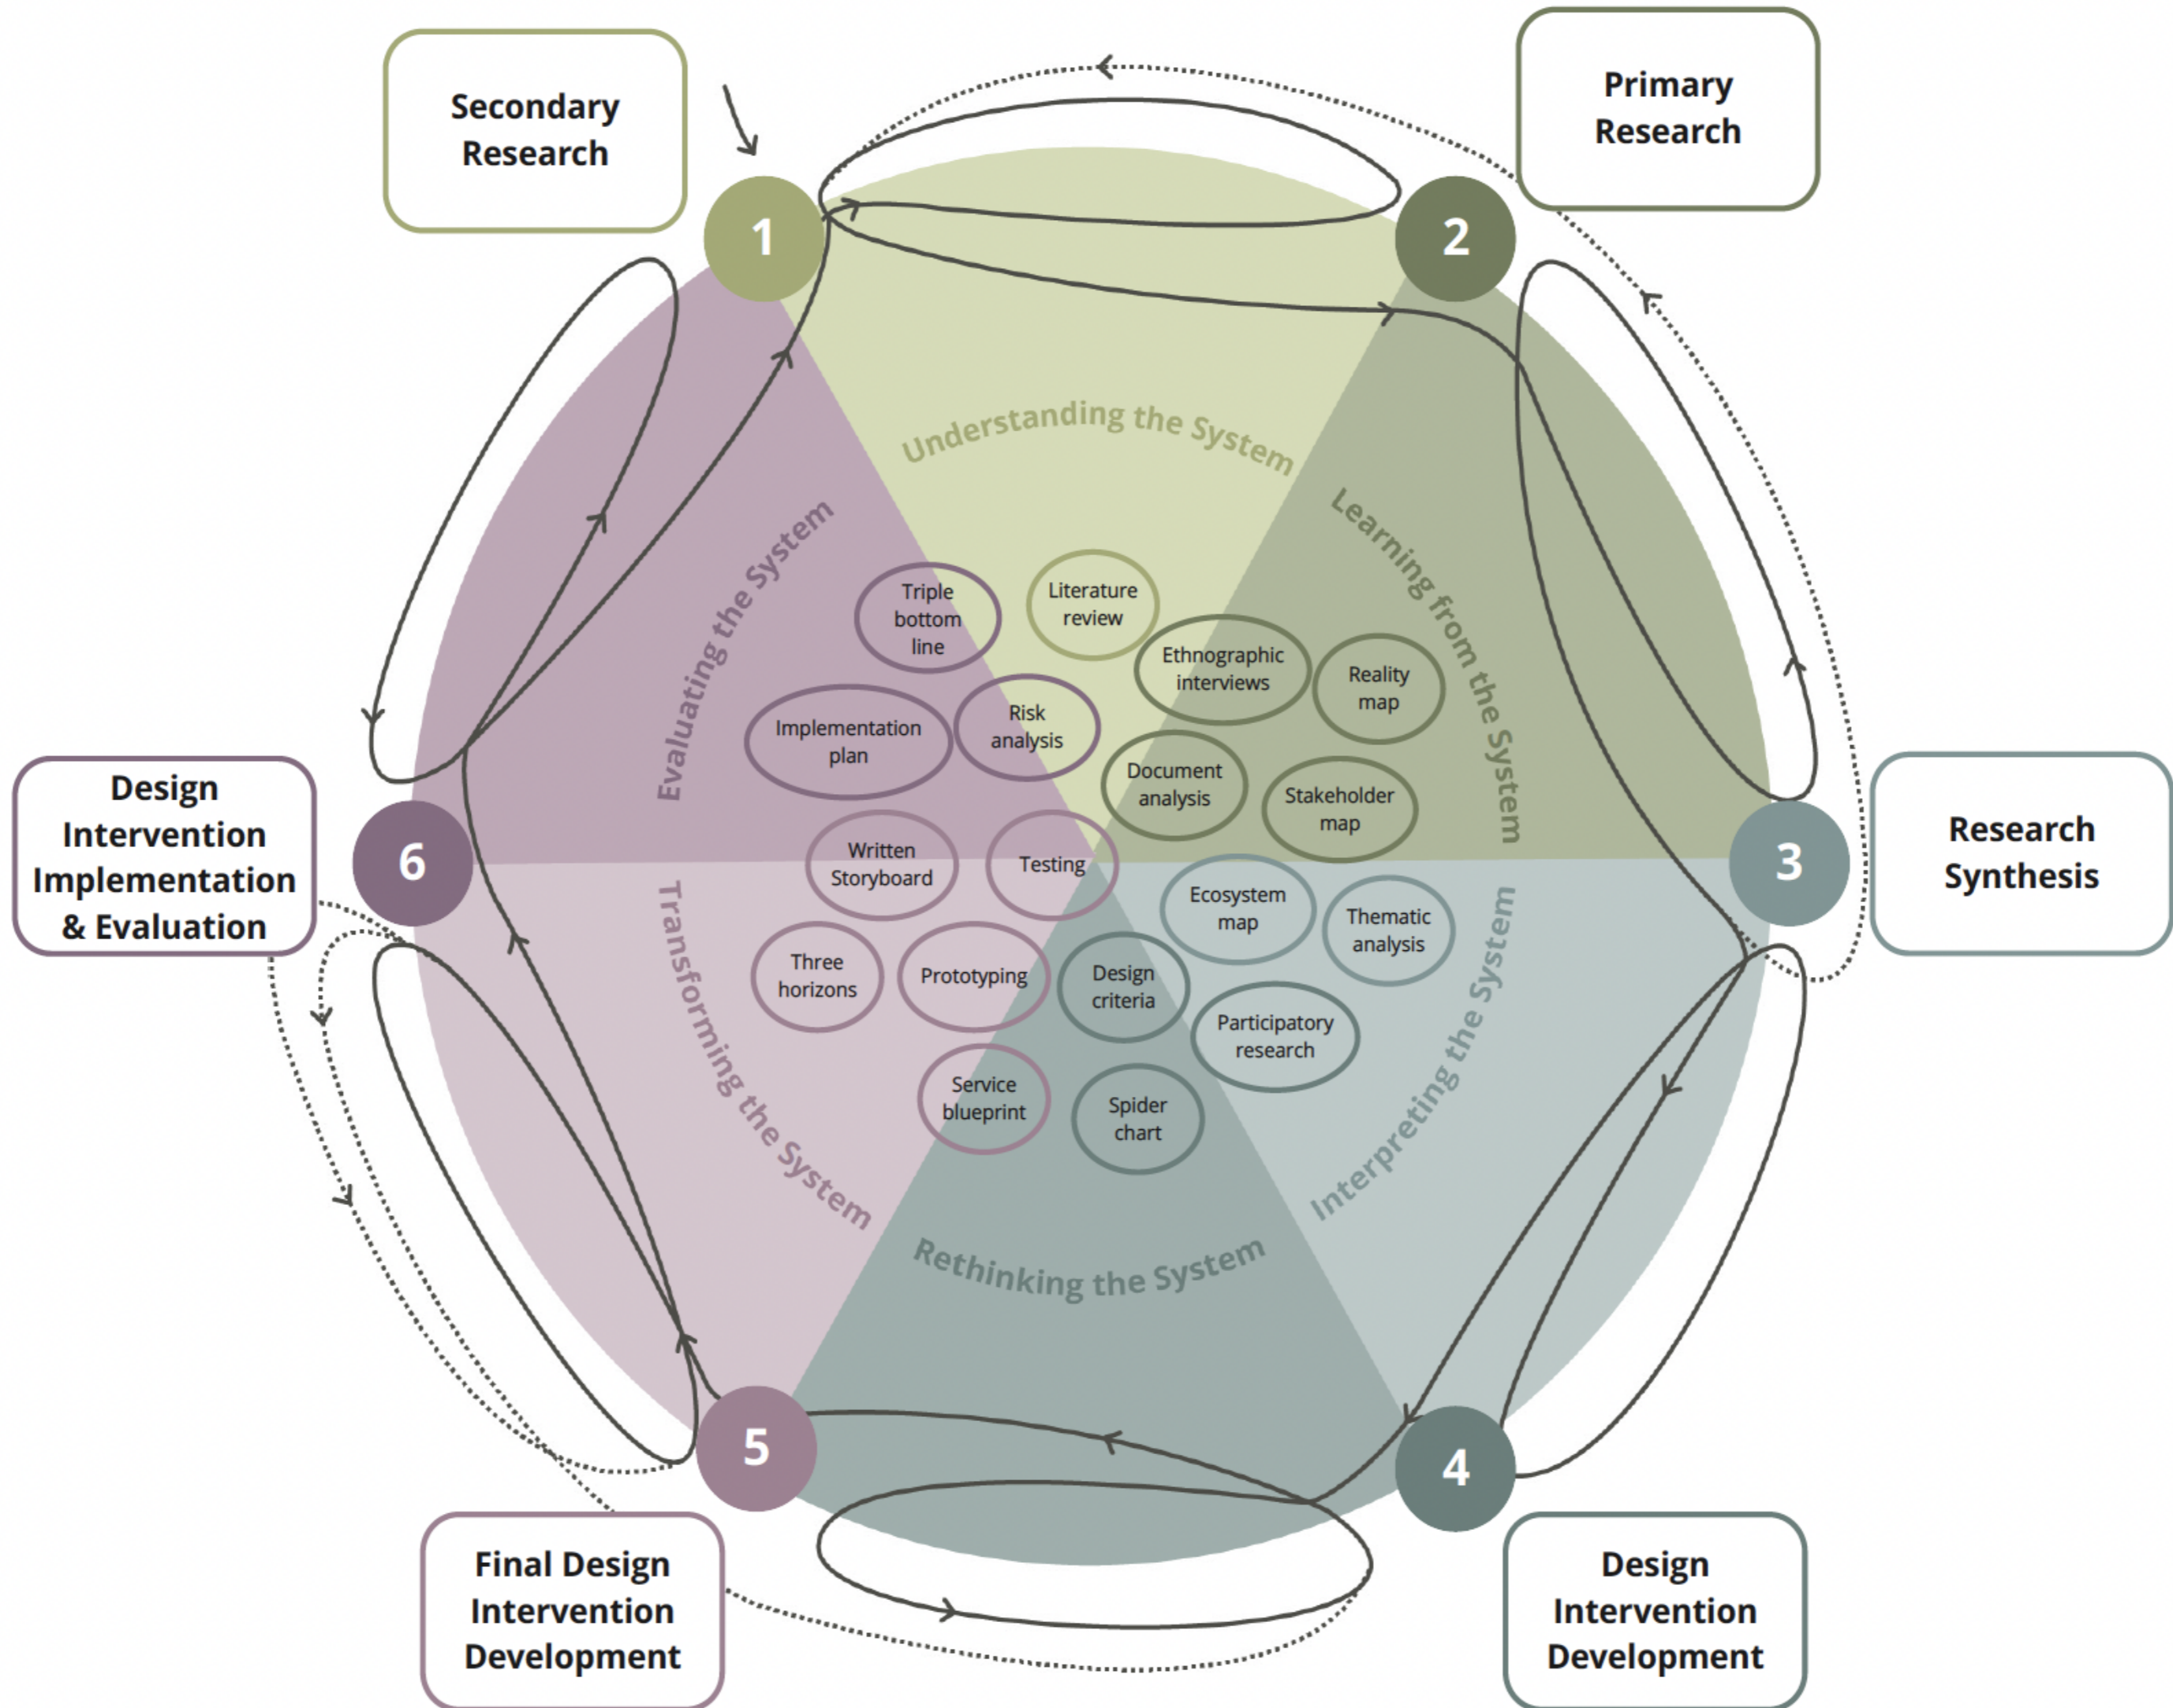 Secondary
Research
Primary
Research
1
2
Understanding the System
Learning from the System
Evaluating the System
Triple
bottom
line
Literature
review
Ethnographic
interviews
Reality
map
Implementation
plan
Risk
analysis
Document
analysis
Stakeholder
map
Design
Intervention
Implementation
& Evaluation
6
3
Research
Synthesis
Written
Storyboard
Testing
Ecosystem
map
Thematic
analysis
Three
horizons
Prototyping
Design
criteria
Participatory
research
Service
blueprint
Spider
chart
Transforming the System
Interpreting the System
Rethinking the System
5
4
Final Design
Intervention
Development
Design
Intervention
Development